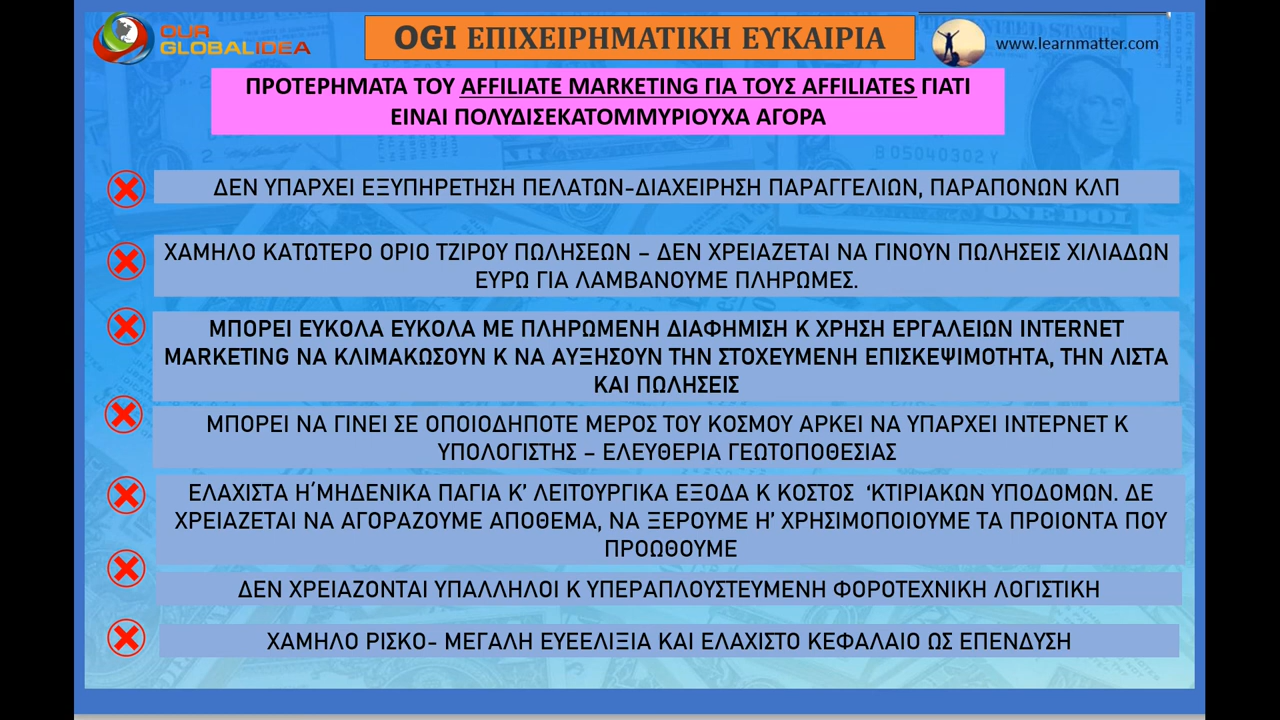 OUR
GLOBALIDEA
OGI ΕΠΙΧΕΙΡΗΜΑΤΙΚΗ ΕΥΚΑΙΡΙΑ
www.learnmatter.com
ΠΡΟΤΕΡΗΜΑΤΑ ΤΟΥ AFFILIATE MARKETING ΓΙΑ ΤΟΥΣ AFFILIATES ΓΙΑΤΙ
ΕΙΝΑΙ ΠΟΛΥΔΙΣΕΚΑΤΟΜΜΥΡΙΟΥΧΑ ΑΓΟΡΑ
B 05040302 Y
ΔΕΝ ΥΠΑΡΧΕΙ ΕΞΥΠΗΡΕΤΗΣΗ ΠΕΛΑΤΩΝ-ΔΙΑΧΕΙΡΗΣΗ ΠΑΡΑΓΓΕΛΙΩΝ, ΠΑΡΑΠΟΝΩΝ ΚΛΠ
ΧΑΜΗΛΟ ΚΑΤΩΤΕΡΟ ΟΡΙΟ ΤΖΙΡΟΥ ΠΩΛΗΣΕΩΝ – ΔΕΝ ΧΡΕΙΑΖΕΤΑΙ ΝΑ ΓΙΝΟΥΝ ΠΩΛΗΣΕΙΣ ΧΙΛΙΑΔΩΝ
ΕΥΡΩ ΓΙΑ ΛΑΜΒΑΝΟΥΜΕ ΠΛΗΡΩΜΕΣ.
ΜΠΟΡΕΙ ΕΥΚΟΛΑ ΕΥΚΟΛΑ ΜΕ ΠΛΗΡΩΜΕΝΗ ΔΙΑΦΗΜΙΣΗ Κ ΧΡΗΣΗ ΕΡΓΑΛΕΙΩΝ INTERNET
MARKETING ΝΑ ΚΛΙΜΑΚΩΣΟΥΝ Κ ΝΑ ΑΥΞΗΣΟΥΝ ΤΗΝ ΣΤΟΧΕΥΜΕΝΗ ΕΠΙΣΚΕΨΙΜΟΤΗΤΑ, ΤΗΝ ΛΙΣΤΑ
ΚΑΙ ΠΩΛΗΣΕΙΣ
ΜΠΟΡΕΙ ΝΑ ΓΙΝΕΙ ΣΕ ΟΠΟΙΟΔΗΠΟΤΕ ΜΕΡΟΣ ΤΟΥ ΚΟΣΜΟΥ ΑΡΚΕΙ ΝΑ ΥΠΑΡΧΕΙ ΙΝΤΕΡΝΕΤ Κ
ΥΠΟΛΟΓΙΣΤΗΣ – ΕΛΕΥΘΕΡΙΑ ΓΕΩΤΟΠΟΘΕΣΙΑΣ
ΕΛΑΧΙΣΤΑ Η΄ΜΗΔΕΝΙΚΑ ΠΑΓΙΑ Κ’ ΛΕΙΤΟΥΡΓΙΚΑ ΕΞΟΔΑ Κ ΚΟΣΤΟΣ ‘ΚΤΙΡΙΑΚΩΝ ΥΠΟΔΟΜΩΝ. ΔΕ
ΧΡΕΙΑΖΕΤΑΙ ΝΑ ΑΓΟΡΑΖΟΥΜΕ ΑΠΟΘΕΜΑ, ΝΑ ΞΕΡΟΥΜΕ Η’ ΧΡΗΣΙΜΟΠΟΙΟΥΜΕ ΤΑ ΠΡΟΙΟΝΤΑ ΠΟΥ
ΠΡΟΩΘΟΥΜΕ
ΔΕΝ ΧΡΕΙΑΖΟΝΤΑΙ ΥΠΑΛΛΗΛΟΙ Κ ΥΠΕΡΑΠΛΟΥΣΤΕΥΜΕΝΗ ΦΟΡΟΤΕΧΝΙΚΗ ΛΟΓΙΣΤΙΚΗ
ΧΑΜΗΛΟ ΡΙΣΚΟ- ΜΕΓΑΛΗ ΕΥΕΕΛΙΞΙΑ ΚΑΙ ΕΛΑΧΙΣΤΟ ΚΕΦΑΛΑΙΟ ΩΣ ΕΠΕΝΔΥΣΗ